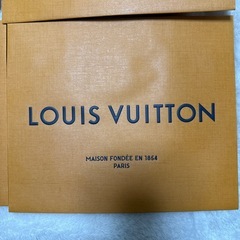 LOUIS VUITTON
MAISON FONDÉE EN 1854
PARIS